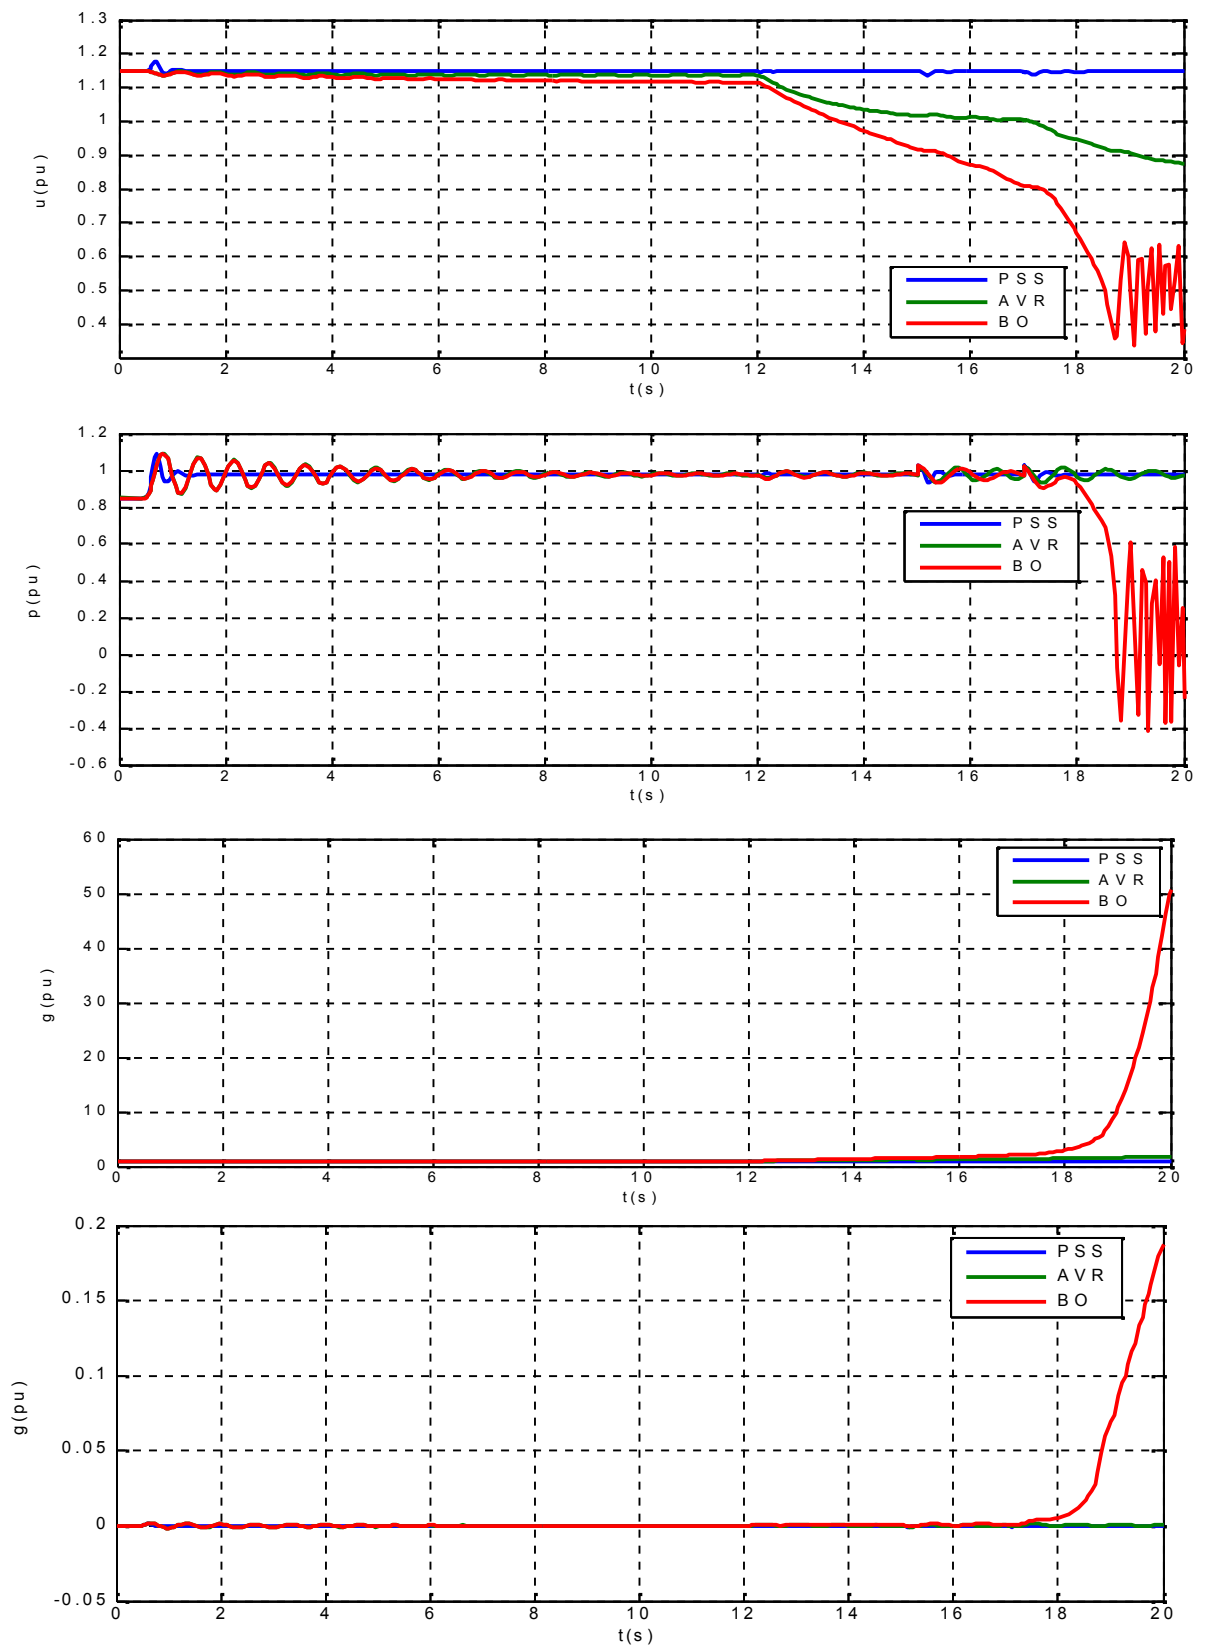 1.3
1.2
1.1
1
0.9
0.8
0.7
0.6
0.5
0.4
u(pu)
PSS
AVR
BO
0 2 4 6 8 10 12 14 16 18 20
t(s)
1.2
1
0.8
0.6
0.4
0.2
0
-0.2
-0.4
-0.6
p(pu)
PSS
AVR
BO
0 2 4 6 8 10 12 14 16 18 20
t(s)
60
50
40
30
20
10
0
g(pu)
PSS
AVR
BO
0 2 4 6 8 10 12 14 16 18 20
t(s)
0.2
0.15
0.1
0.05
0
-0.05
g(pu)
PSS
AVR
BO
0 2 4 6 8 10 12 14 16 18 20
t(s)